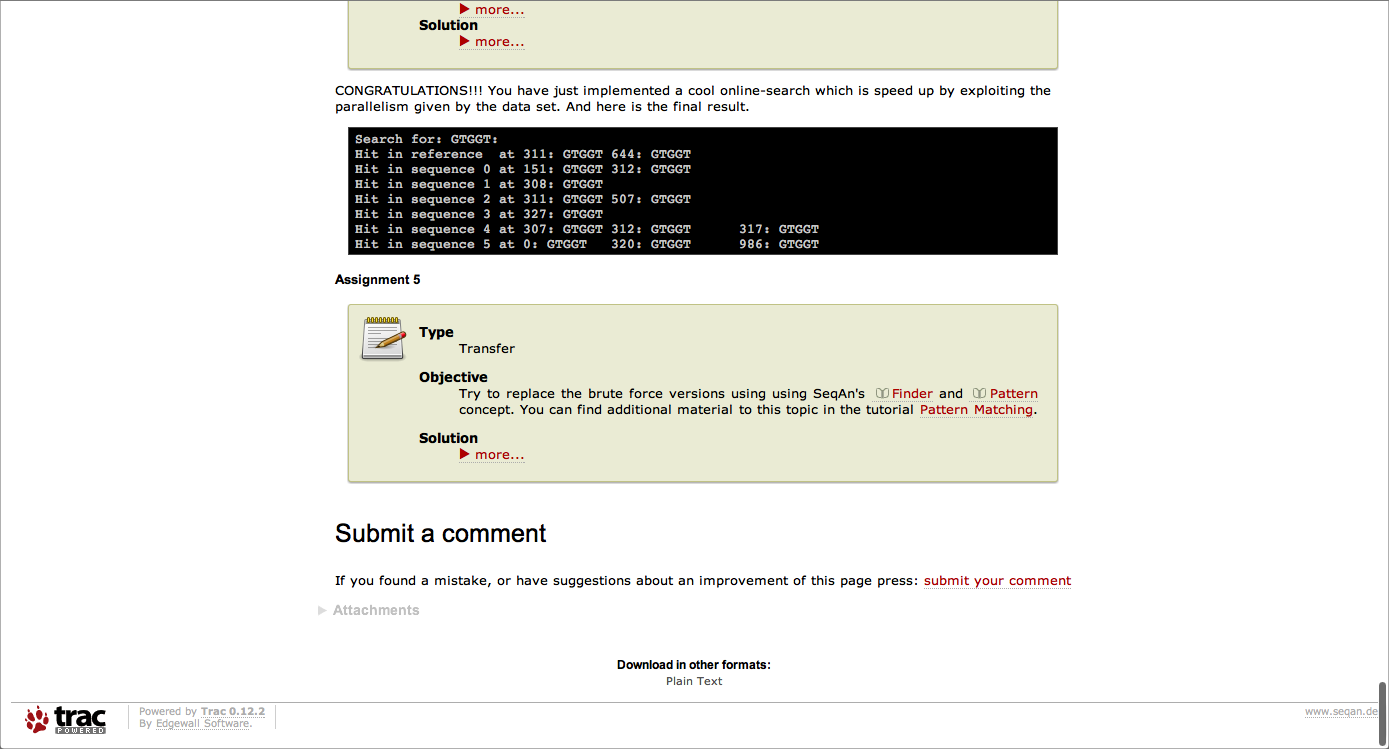 more...
Solution
more...
CONGRATULATIONS!!! You have just implemented a cool online-search which is speed up by exploiting the
parallelism given by the data set. And here is the final result.
Search for: GTGGT:
Hit in reference  at 311: GTGGT 644: GTGGT
Hit in sequence 0 at 151: GTGGT 312: GTGGT
Hit in sequence 1 at 308: GTGGT
Hit in sequence 2 at 311: GTGGT 507: GTGGT
Hit in sequence 3 at 327: GTGGT
Hit in sequence 4 at 307: GTGGT 312: GTGGT      317: GTGGT
Hit in sequence 5 at 0: GTGGT   320: GTGGT      986: GTGGT
Assignment 5
Type
Transfer
Objective
Try to replace the brute force versions using using SeqAn's Finder and Pattern
concept. You can find additional material to this topic in the tutorial Pattern Matching.
Solution
more...
Submit a comment
If you found a mistake, or have suggestions about an improvement of this page press: submit your comment
Attachments
Download in other formats:
Plain Text
trac
POWERED
Powered by Trac 0.12.2
By Edgewall Software.
www.seqan.de